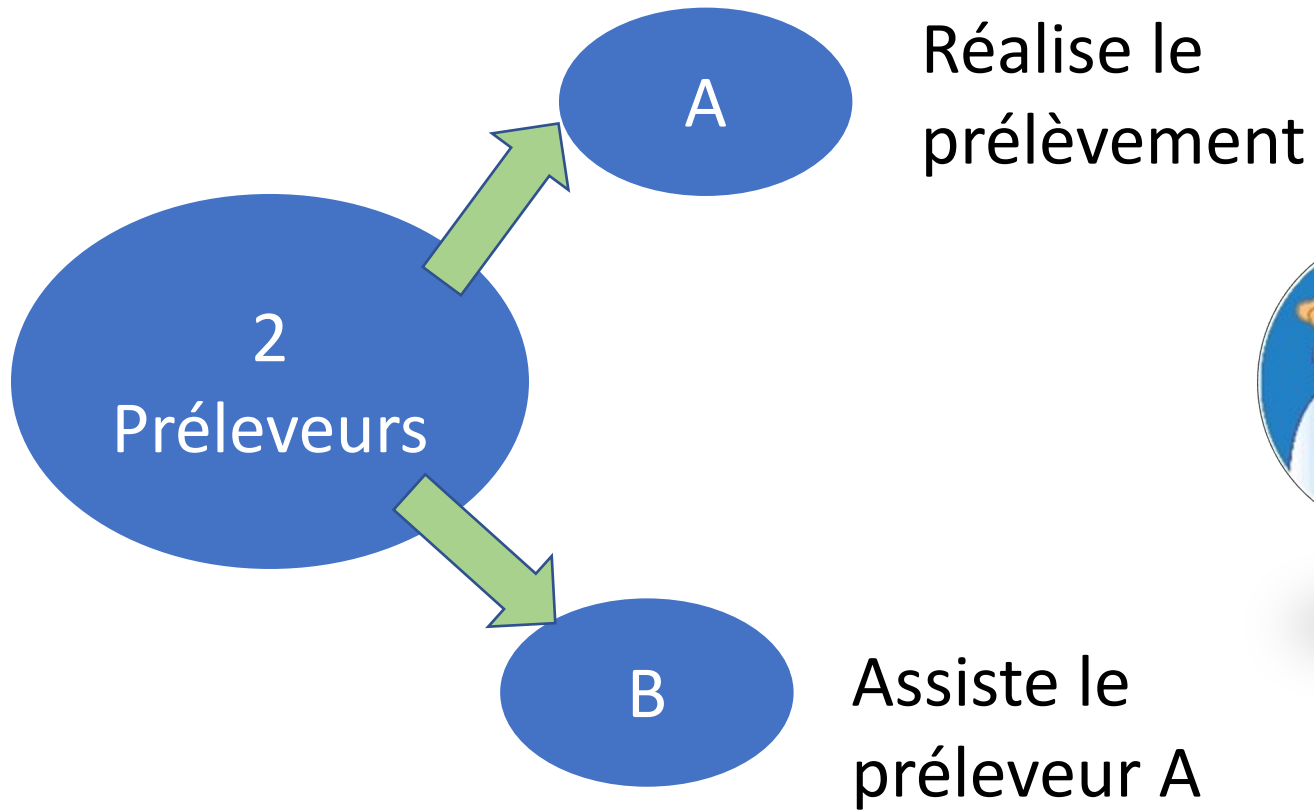 A
Réalise le
prélèvement
2
Préleveurs
B
Assiste le
préleveur A